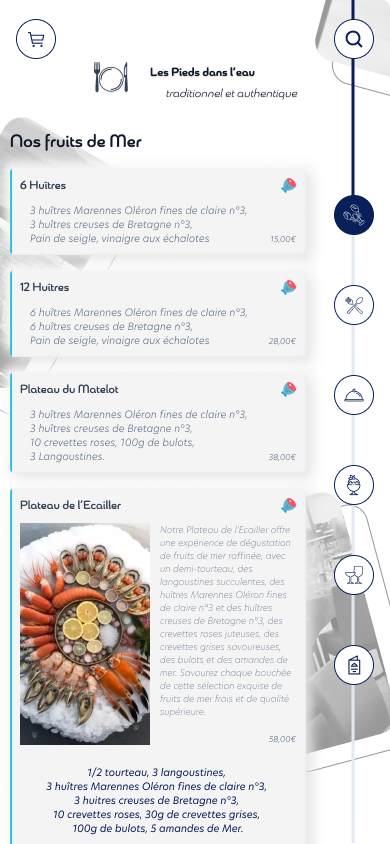 Les Pieds dans l'eau
traditionnel et authentique
Nos fruits de Mer
6 Huîtres
3 huîtres Marennes Oléron fines de claire n°3,
3 huîtres creuses de Bretagne n°3,
Pain de seigle, vinaigre aux échalotes
15,00€
12 Huitres
6 huîtres Marennes Oléron fines de claire n°3,
6 huîtres creuses de Bretagne n°3,
Pain de seigle, vinaigre aux échalotes
28,00€
Plateau du Matelot
3 huîtres Marennes Oléron fines de claire n°3,
3 huîtres creuses de Bretagne n°3,
10 crevettes roses, 100g de bulots,
3 Langoustines.
38,00€
Plateau de l'Ecailler
Notre Plateau de l'Ecailler offre
une expérience de dégustation
de fruits de mer raffinée, avec
un demi-tourteau, des
langoustines succulentes, des
huîtres Marennes Oléron fines
de claire n°3 et des huîtres
creuses de Bretagne n°3, des
crevettes roses juteuses, des
crevettes grises savoureuses,
des bulots et des amandes de
mer. Savourez chaque bouchée
de cette sélection exquise de
fruits de mer frais et de qualité
supérieure.
58,00€
1/2 tourteau, 3 langoustines,
3 huîtres Marennes Oléron fines de claire n°3,
3 huitres creuses de Bretagne n°3,
10 crevettes roses, 30g de crevettes grises,
100g de bulots, 5 amandes de Mer.